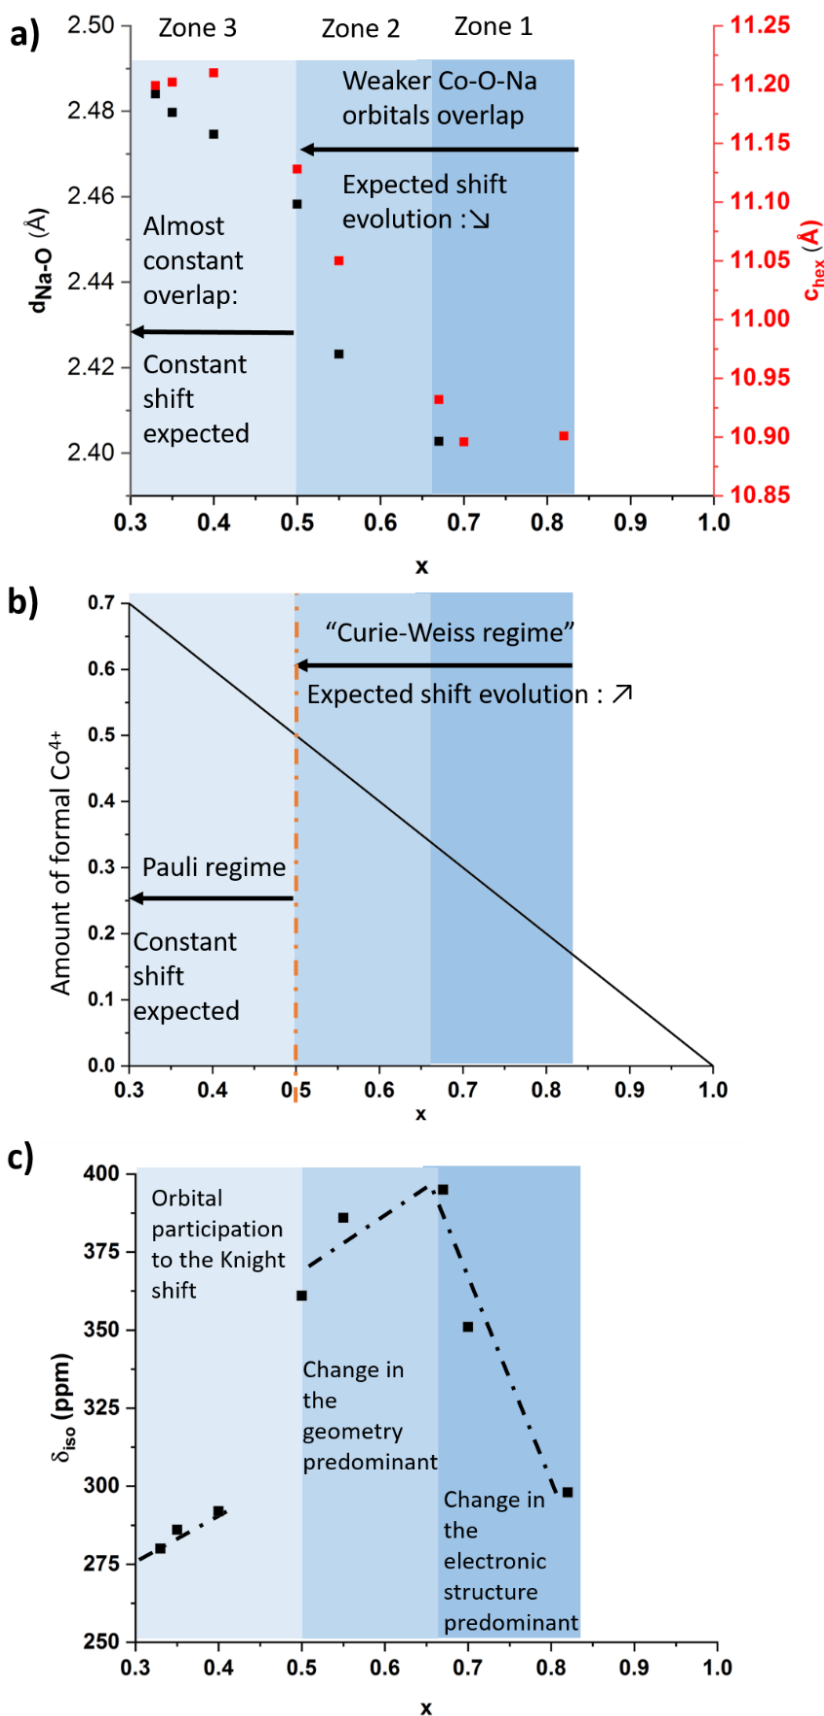 a)
Zone 3 Zone 2 Zone 1
2.50
2.48
2.46
2.44
2.42
2.40
d_Na-O (Å)
Weaker Co-O-Na
orbitals overlap
Expected shift
evolution :↘
Almost
constant
overlap:
Constant
shift
expected
11.25
11.20
11.15
11.10
11.05
11.00
10.95
10.90
10.85
c_hex (Å)
0.3 0.4 0.5 0.6 0.7 0.8 0.9 1.0
x
b)
0.7
0.6
0.5
0.4
0.3
0.2
0.1
0.0
Amount of formal Co⁴⁺
“Curie-Weiss regime”
Expected shift evolution : ↗
Pauli regime
Constant
shift
expected
0.3 0.4 0.5 0.6 0.7 0.8 0.9 1.0
x
c)
400
375
350
325
300
275
250
δ_iso (ppm)
Orbital
participation
to the Knight
shift
Change in
the
geometry
predominant
Change in
the
electronic
structure
predominant
0.3 0.4 0.5 0.6 0.7 0.8 0.9 1.0
x